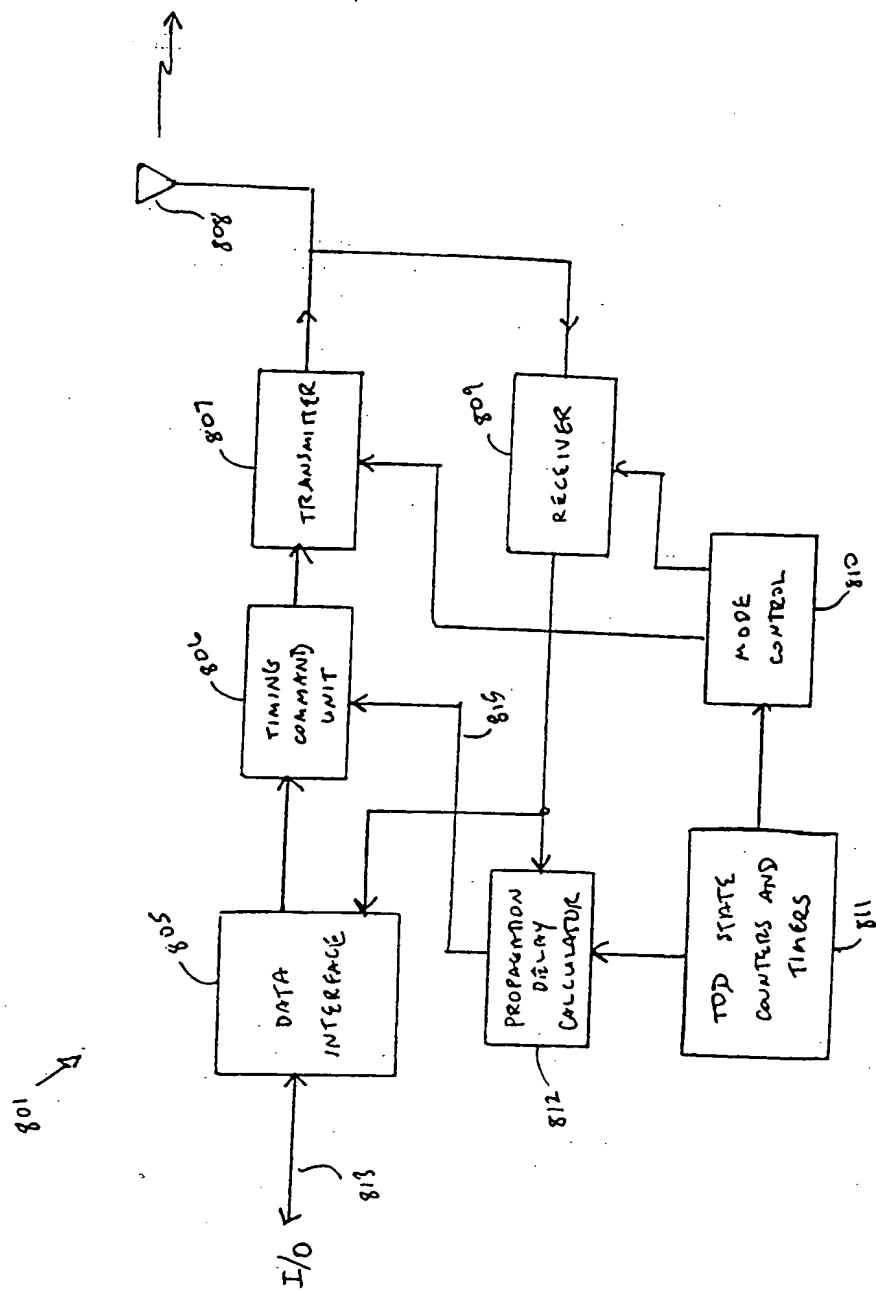 801
I/O
813
DATA
INTERFACE
805
TIMING
COMMAND
UNIT
806
TRANSMITTER
807
808
815
RECEIVER
809
PROPAGATION
DELAY
CALCULATOR
812
TDD STATE
COUNTERS AND
TIMERS
811
MODE
CONTROL
810